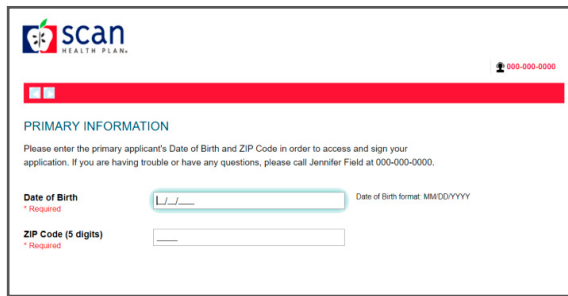 scan
HEALTH PLAN.
000-000-0000
PRIMARY INFORMATION
Please enter the primary applicant's Date of Birth and ZIP Code in order to access and sign your
application. If you are having trouble or have any questions, please call Jennifer Field at 000-000-0000.
Date of Birth
* Required
__/__/____
Date of Birth format: MM/DD/YYYY
ZIP Code (5 digits)
* Required
_____